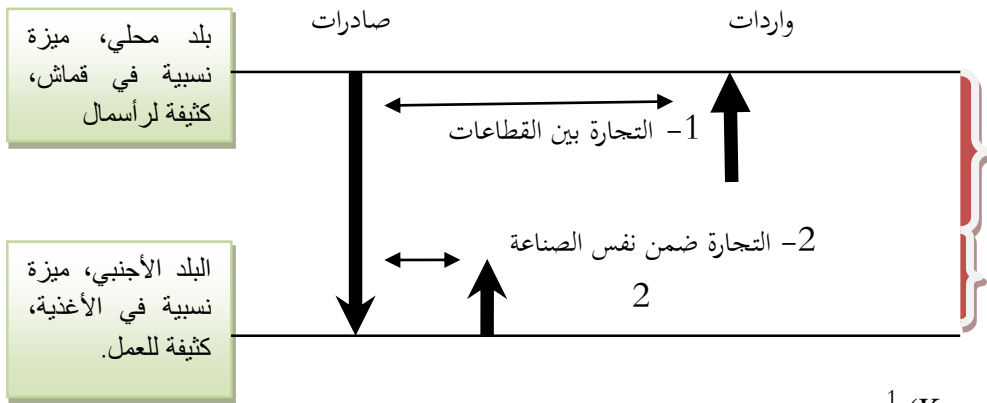 صادرات
واردات
بلد محلي، ميزة
نسبية في قماش،
كثيفة لرأسمال
1- التجارة بين القطاعات
2- التجارة ضمن نفس الصناعة
2
البلد الأجنبي، ميزة
نسبية في الأغذية،
كثيفة للعمل.